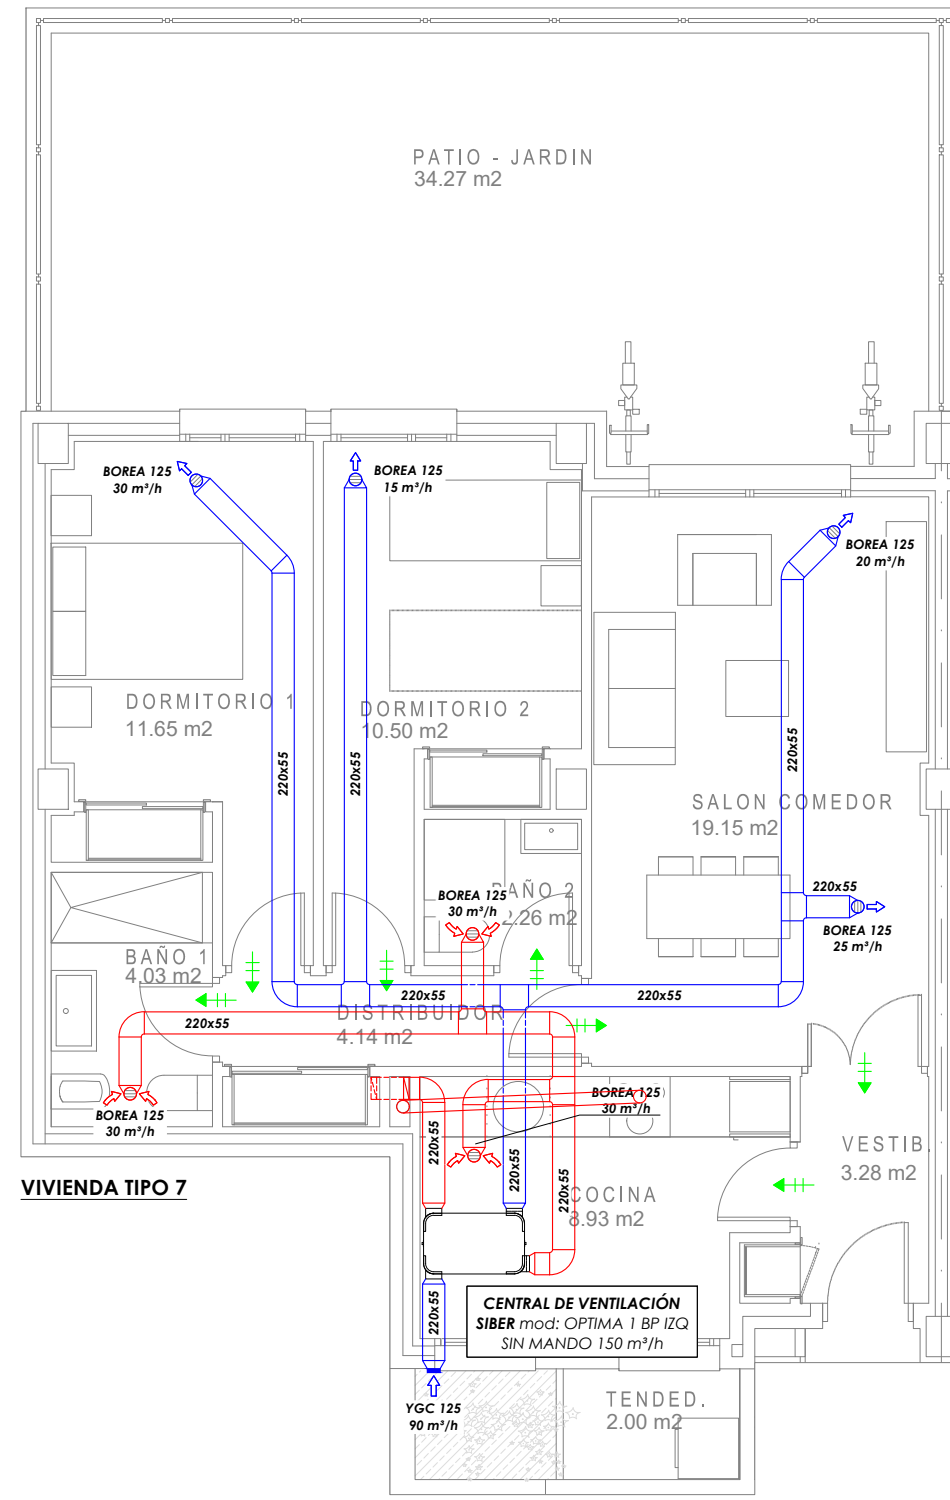 PATIO - JARDIN
34.27 m2
BOREA 125
30 m³/h
BOREA 125
15 m³/h
BOREA 125
20 m³/h
DORMITORIO 1
11.65 m2
DORMITORIO 2
10.50 m2
220x55
220x55
220x55
SALON COMEDOR
19.15 m2
220x55
BOREA 125
25 m³/h
BAÑO 2
2.26 m2
BOREA 125
30 m³/h
BAÑO 1
4.03 m2
220x55
220x55
220x55
DISTRIBUIDOR
4.14 m2
BOREA 125
30 m³/h
BOREA 125
30 m³/h
220x55
220x55
220x55
VESTIB.
3.28 m2
COCINA
8.93 m2
VIVIENDA TIPO 7
220x55
CENTRAL DE VENTILACIÓN
SIBER mod: OPTIMA 1 BP IZQ
SIN MANDO 150 m³/h
YGC 125
90 m³/h
TENDED.
2.00 m2